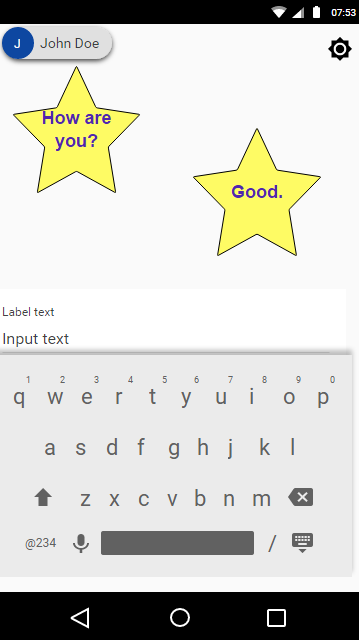 07:53
J John Doe
How are
you?
Good.
Label text
Input text
1 2 3 4 5 6 7 8 9 0
q w e r t y u i o p
a s d f g h j k l
z x c v b n m
@234 /